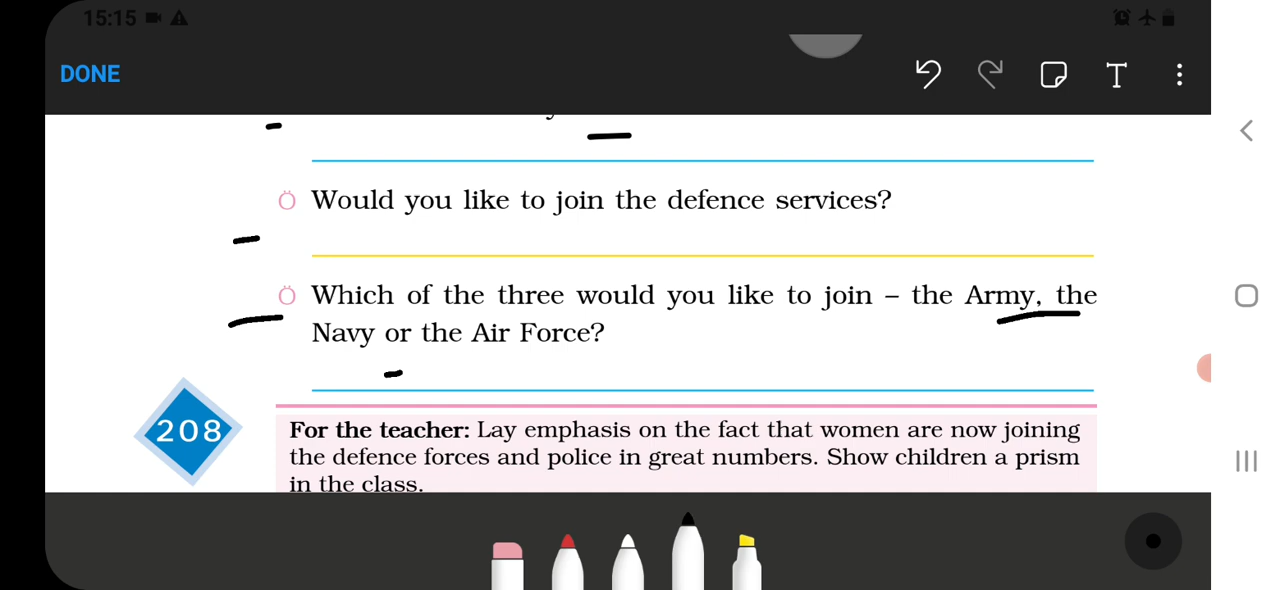 15:15
DONE
T
Ö Would you like to join the defence services?
Ö Which of the three would you like to join – the Army, the
Navy or the Air Force?
208
For the teacher: Lay emphasis on the fact that women are now joining
the defence forces and police in great numbers. Show children a prism
in the class.